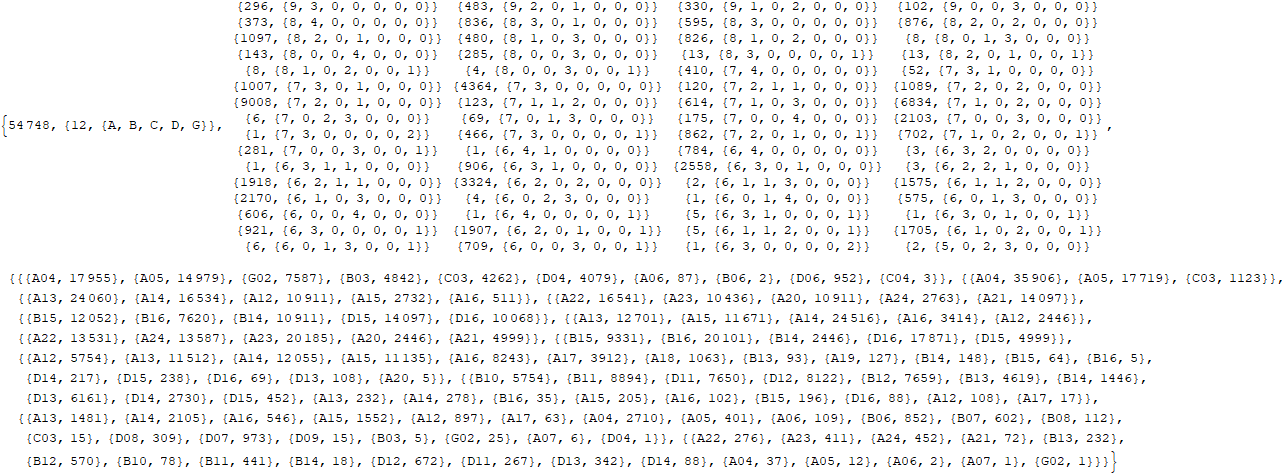 {296, {9, 3, 0, 0, 0, 0, 0}} {483, {9, 2, 0, 1, 0, 0, 0}} {330, {9, 1, 0, 2, 0, 0, 0}} {102, {9, 0, 0, 3, 0, 0, 0}}
{373, {8, 4, 0, 0, 0, 0, 0}} {836, {8, 3, 0, 1, 0, 0, 0}} {595, {8, 3, 0, 0, 0, 0, 0}} {876, {8, 2, 0, 2, 0, 0, 0}}
{1097, {8, 2, 0, 1, 0, 0, 0}} {480, {8, 1, 0, 3, 0, 0, 0}} {826, {8, 1, 0, 2, 0, 0, 0}} {8, {8, 0, 1, 3, 0, 0, 0}}
{143, {8, 0, 0, 4, 0, 0, 0}} {285, {8, 0, 0, 3, 0, 0, 0}} {13, {8, 3, 0, 0, 0, 0, 1}} {13, {8, 2, 0, 1, 0, 0, 1}}
{8, {8, 1, 0, 2, 0, 0, 1}} {4, {8, 0, 0, 3, 0, 0, 1}} {410, {7, 4, 0, 0, 0, 0, 0}} {52, {7, 3, 1, 0, 0, 0, 0}}
{1007, {7, 3, 0, 1, 0, 0, 0}} {4364, {7, 3, 0, 0, 0, 0, 0}} {120, {7, 2, 1, 1, 0, 0, 0}} {1089, {7, 2, 0, 2, 0, 0, 0}}
{9008, {7, 2, 0, 1, 0, 0, 0}} {123, {7, 1, 1, 2, 0, 0, 0}} {614, {7, 1, 0, 3, 0, 0, 0}} {6834, {7, 1, 0, 2, 0, 0, 0}}
{54748, {12, {A, B, C, D, G}}, {6, {7, 0, 2, 3, 0, 0, 0}} {69, {7, 0, 1, 3, 0, 0, 0}} {175, {7, 0, 0, 4, 0, 0, 0}} {2103, {7, 0, 0, 3, 0, 0, 0}} ,
{1, {7, 3, 0, 0, 0, 0, 2}} {466, {7, 3, 0, 0, 0, 0, 1}} {862, {7, 2, 0, 1, 0, 0, 1}} {702, {7, 1, 0, 2, 0, 0, 1}}
{281, {7, 0, 0, 3, 0, 0, 1}} {1, {6, 4, 1, 0, 0, 0, 0}} {784, {6, 4, 0, 0, 0, 0, 0}} {3, {6, 3, 2, 0, 0, 0, 0}}
{1, {6, 3, 1, 1, 0, 0, 0}} {906, {6, 3, 1, 0, 0, 0, 0}} {2558, {6, 3, 0, 1, 0, 0, 0}} {3, {6, 2, 2, 1, 0, 0, 0}}
{1918, {6, 2, 1, 1, 0, 0, 0}} {3324, {6, 2, 0, 2, 0, 0, 0}} {2, {6, 1, 1, 3, 0, 0, 0}} {1575, {6, 1, 1, 2, 0, 0, 0}}
{2170, {6, 1, 0, 3, 0, 0, 0}} {4, {6, 0, 2, 3, 0, 0, 0}} {1, {6, 0, 1, 4, 0, 0, 0}} {575, {6, 0, 1, 3, 0, 0, 0}}
{606, {6, 0, 0, 4, 0, 0, 0}} {1, {6, 4, 0, 0, 0, 0, 1}} {5, {6, 3, 1, 0, 0, 0, 1}} {1, {6, 3, 0, 1, 0, 0, 1}}
{921, {6, 3, 0, 0, 0, 0, 1}} {1907, {6, 2, 0, 1, 0, 0, 1}} {5, {6, 1, 1, 2, 0, 0, 1}} {1705, {6, 1, 0, 2, 0, 0, 1}}
{6, {6, 0, 1, 3, 0, 0, 1}} {709, {6, 0, 0, 3, 0, 0, 1}} {1, {6, 3, 0, 0, 0, 0, 2}} {2, {5, 0, 2, 3, 0, 0, 0}}
{{{A04, 17955}, {A05, 14979}, {G02, 7587}, {B03, 4842}, {C03, 4262}, {D04, 4079}, {A06, 87}, {B06, 2}, {D06, 952}, {C04, 3}}, {{A04, 35906}, {A05, 17719}, {C03, 1123}},
{{A13, 24060}, {A14, 16534}, {A12, 10911}, {A15, 2732}, {A16, 511}}, {{A22, 16541}, {A23, 10436}, {A20, 10911}, {A24, 2763}, {A21, 14097}},
{{B15, 12052}, {B16, 7620}, {B14, 10911}, {D15, 14097}, {D16, 10068}}, {{A13, 12701}, {A15, 11671}, {A14, 24516}, {A16, 3414}, {A12, 2446}},
{{A22, 13531}, {A24, 13587}, {A23, 20185}, {A20, 2446}, {A21, 4999}}, {{B15, 9331}, {B16, 20101}, {B14, 2446}, {D16, 17871}, {D15, 4999}},
{{A12, 5754}, {A13, 11512}, {A14, 12055}, {A15, 11135}, {A16, 8243}, {A17, 3912}, {A18, 1063}, {B13, 93}, {A19, 127}, {B14, 148}, {B15, 64}, {B16, 5},
{D14, 217}, {D15, 238}, {D16, 69}, {D13, 108}, {A20, 5}}, {{B10, 5754}, {B11, 8894}, {D11, 7650}, {D12, 8122}, {B12, 7659}, {B13, 4619}, {B14, 1446},
{D13, 6161}, {D14, 2730}, {D15, 452}, {A13, 232}, {A14, 278}, {B16, 35}, {A15, 205}, {A16, 102}, {B15, 196}, {D16, 88}, {A12, 108}, {A17, 17}},
{{A13, 1481}, {A14, 2105}, {A16, 546}, {A15, 1552}, {A12, 897}, {A17, 63}, {A04, 2710}, {A05, 401}, {A06, 109}, {B06, 852}, {B07, 602}, {B08, 112},
{C03, 15}, {D08, 309}, {D07, 973}, {D09, 15}, {B03, 5}, {G02, 25}, {A07, 6}, {D04, 1}}, {{A22, 276}, {A23, 411}, {A24, 452}, {A21, 72}, {B13, 232},
{B12, 570}, {B10, 78}, {B11, 441}, {B14, 18}, {D12, 672}, {D11, 267}, {D13, 342}, {D14, 88}, {A04, 37}, {A05, 12}, {A06, 2}, {A07, 1}, {G02, 1}}}}